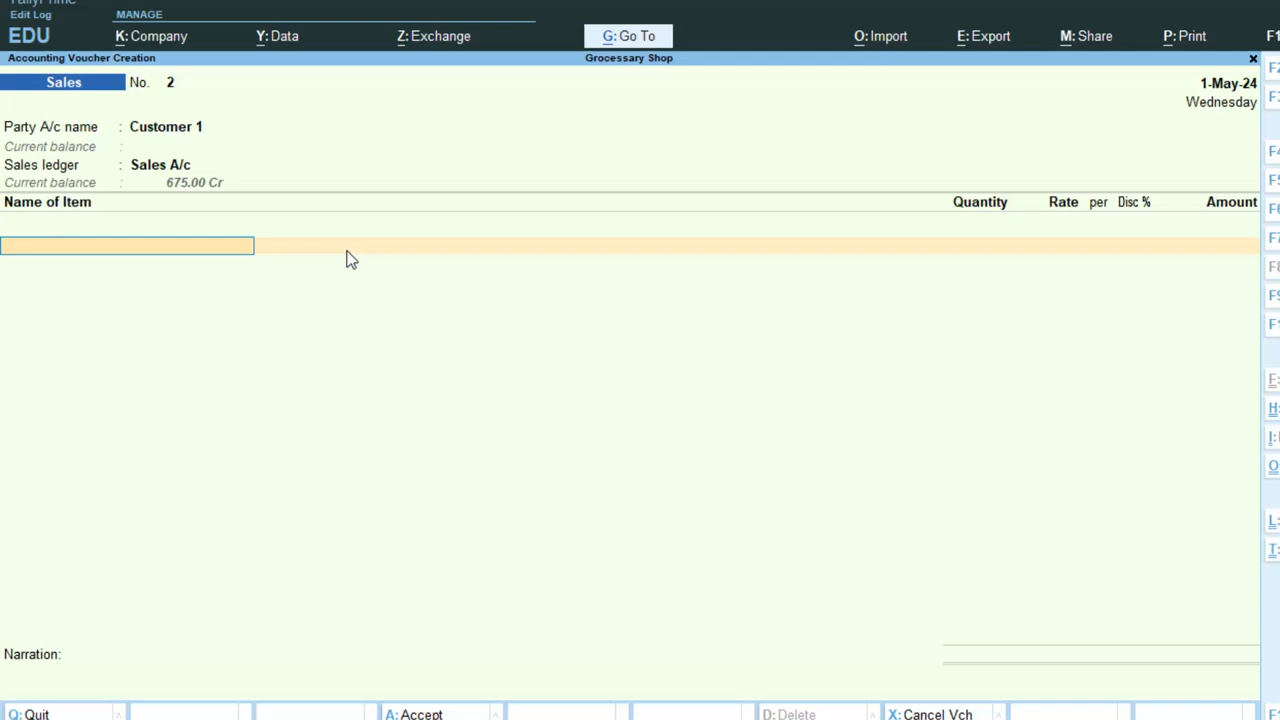 TallyPrime
Edit Log
EDU
MANAGE
K: Company
Y: Data
Z: Exchange
G: Go To
O: Import
E: Export
M: Share
P: Print
F1
Accounting Voucher Creation
Grocessary Shop
Sales No. 2
1-May-24
Wednesday
Party A/c name : Customer 1
Current balance :
Sales ledger : Sales A/c
Current balance : 675.00 Cr
Name of Item Quantity Rate per Disc % Amount
Narration:
Q: Quit
A: Accept
D: Delete
X: Cancel Vch